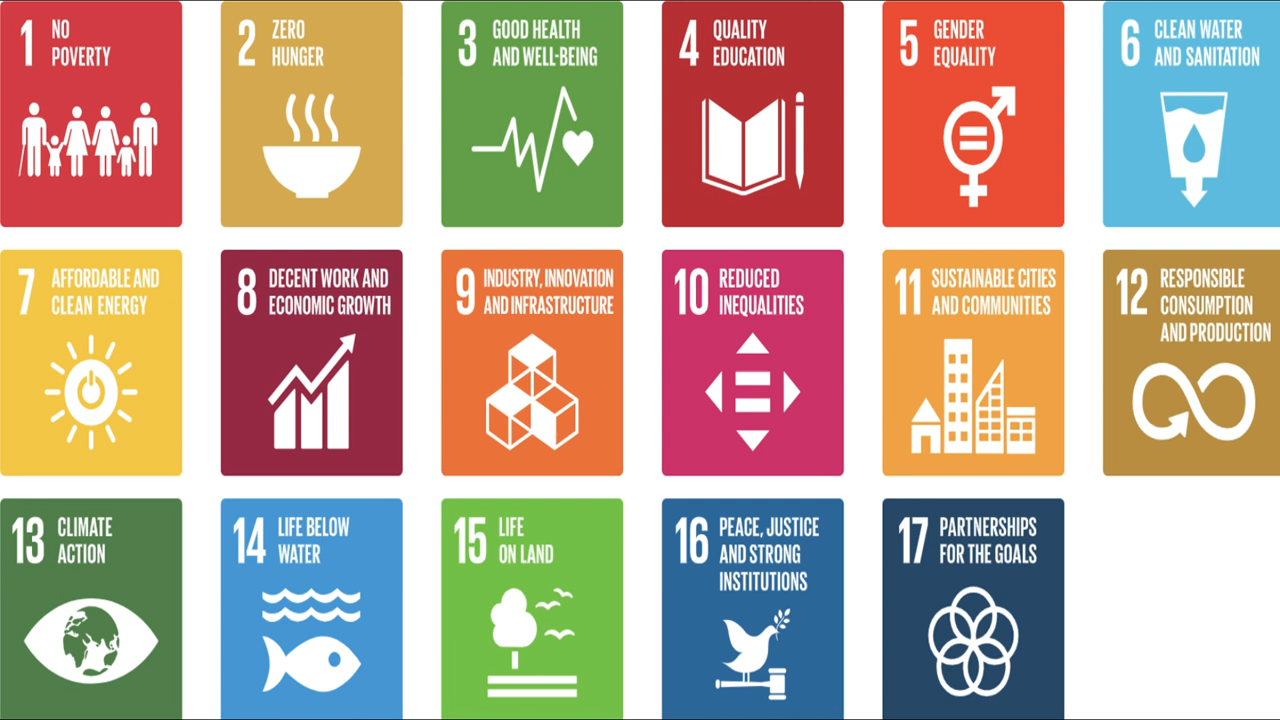 1 NO
POVERTY
2 ZERO
HUNGER
3 GOOD HEALTH
AND WELL-BEING
4 QUALITY
EDUCATION
5 GENDER
EQUALITY
6 CLEAN WATER
AND SANITATION
7 AFFORDABLE AND
CLEAN ENERGY
8 DECENT WORK AND
ECONOMIC GROWTH
9 INDUSTRY, INNOVATION
AND INFRASTRUCTURE
10 REDUCED
INEQUALITIES
11 SUSTAINABLE CITIES
AND COMMUNITIES
12 RESPONSIBLE
CONSUMPTION
AND PRODUCTION
13 CLIMATE
ACTION
14 LIFE BELOW
WATER
15 LIFE
ON LAND
16 PEACE, JUSTICE
AND STRONG
INSTITUTIONS
17 PARTNERSHIPS
FOR THE GOALS